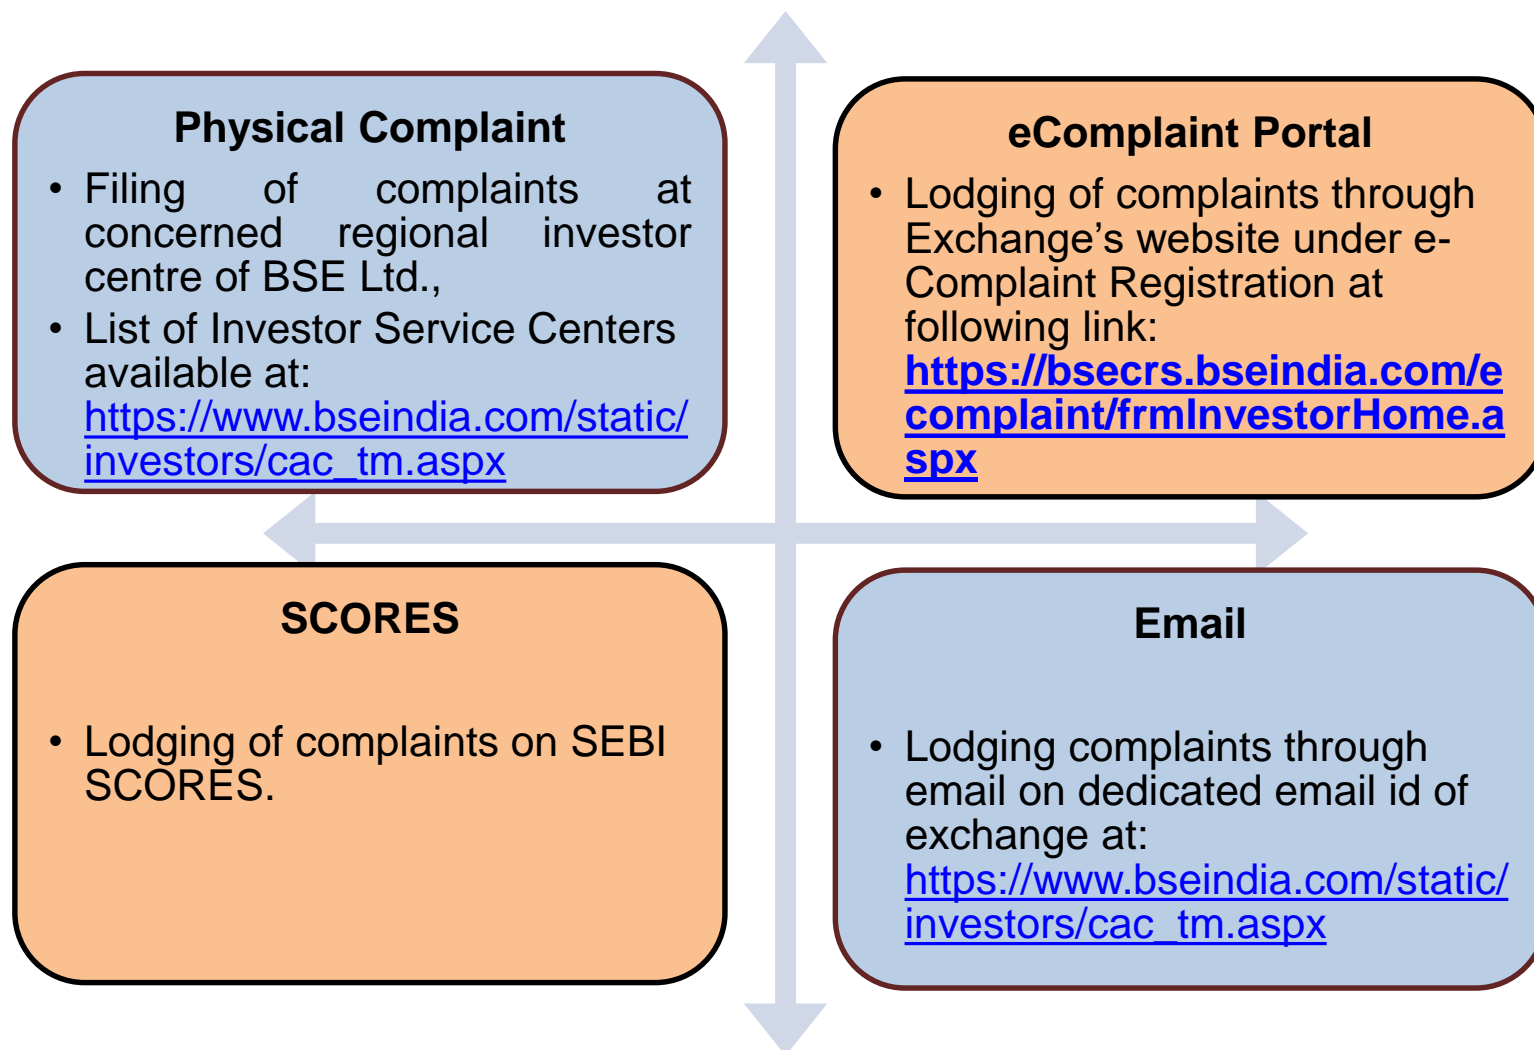 Physical Complaint
• Filing of complaints at
concerned regional investor
centre of BSE Ltd.,
• List of Investor Service Centers
available at:
https://www.bseindia.com/static/
investors/cac_tm.aspx
eComplaint Portal
• Lodging of complaints through
Exchange’s website under e-
Complaint Registration at
following link:
https://bsecrs.bseindia.com/e
complaint/frmInvestorHome.a
spx
SCORES
• Lodging of complaints on SEBI
SCORES.
Email
• Lodging complaints through
email on dedicated email id of
exchange at:
https://www.bseindia.com/static/
investors/cac_tm.aspx